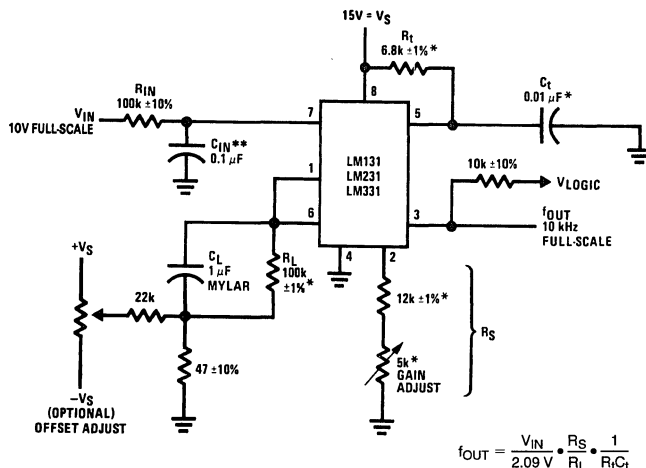 15V = VS
Rt
6.8k ±1%*
8
RIN
100k ±10%
VIN
10V FULL-SCALE
7
5
Ct
0.01 µF*
CIN**
0.1 µF
LM131
LM231
LM331
10k ±10%
VLOGIC
1
6
3
fOUT
10 kHz
FULL-SCALE
4
2
+VS
CL
1 µF
MYLAR
RL
100k
±1%*
22k
12k ±1%*
RS
5k*
GAIN
ADJUST
47 ±10%
–VS
(OPTIONAL)
OFFSET ADJUST
fOUT = VIN/2.09 V • RS/RL • 1/RtCt